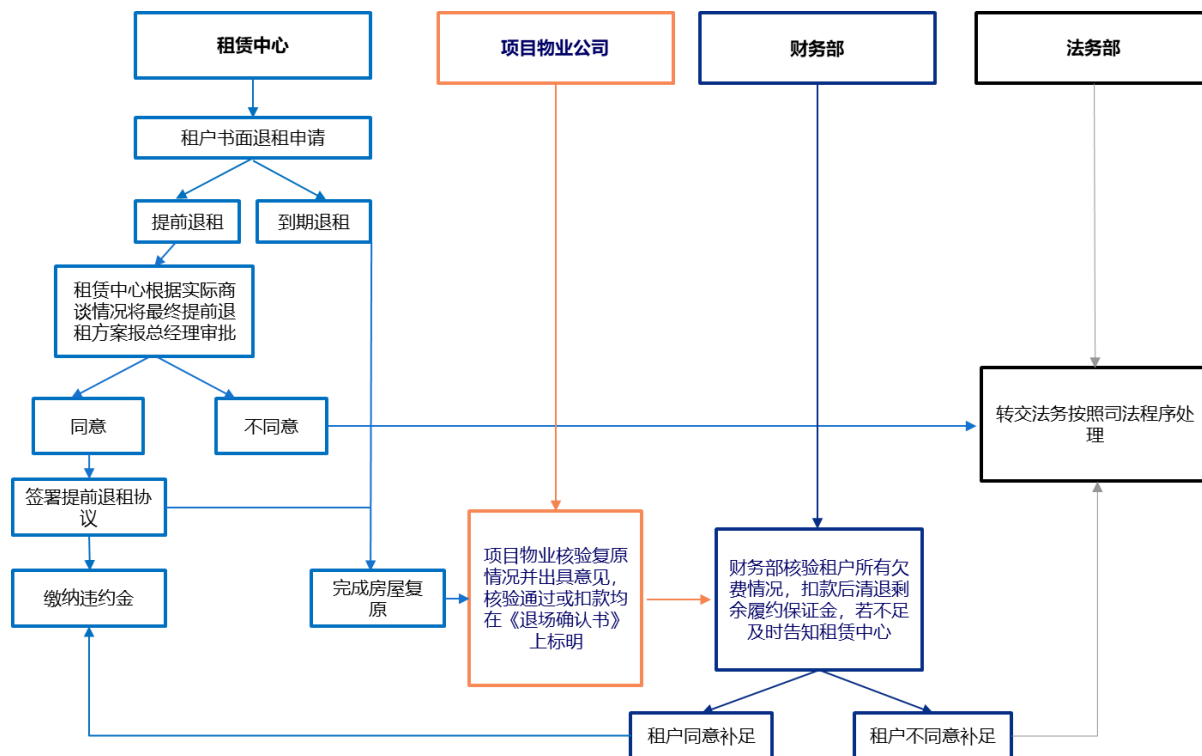 租赁中心
项目物业公司
财务部
法务部
租户书面退租申请
提前退租
到期退租
租赁中心根据实际商
谈情况将最终提前退
租方案报总经理审批
同意
不同意
转交法务按照司法程序处
理
签署提前退租协
议
缴纳违约金
完成房屋复
原
项目物业核验复原
情况并出具意见，
核验通过或扣款均
在《退场确认书》
上标明
财务部核验租户所有欠
费情况，扣款后清退剩
余履约保证金，若不足
及时告知租赁中心
租户同意补足
租户不同意补足